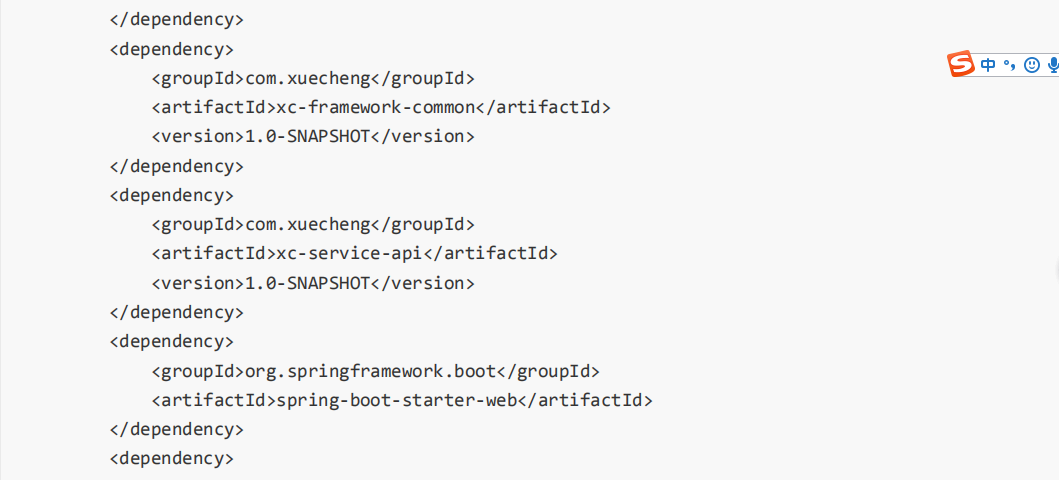 </dependency>
<dependency>
<groupId>com.xuecheng</groupId>
<artifactId>xc-framework-common</artifactId>
<version>1.0-SNAPSHOT</version>
</dependency>
<dependency>
<groupId>com.xuecheng</groupId>
<artifactId>xc-service-api</artifactId>
<version>1.0-SNAPSHOT</version>
</dependency>
<dependency>
<groupId>org.springframework.boot</groupId>
<artifactId>spring-boot-starter-web</artifactId>
</dependency>
<dependency>
S 中 °,